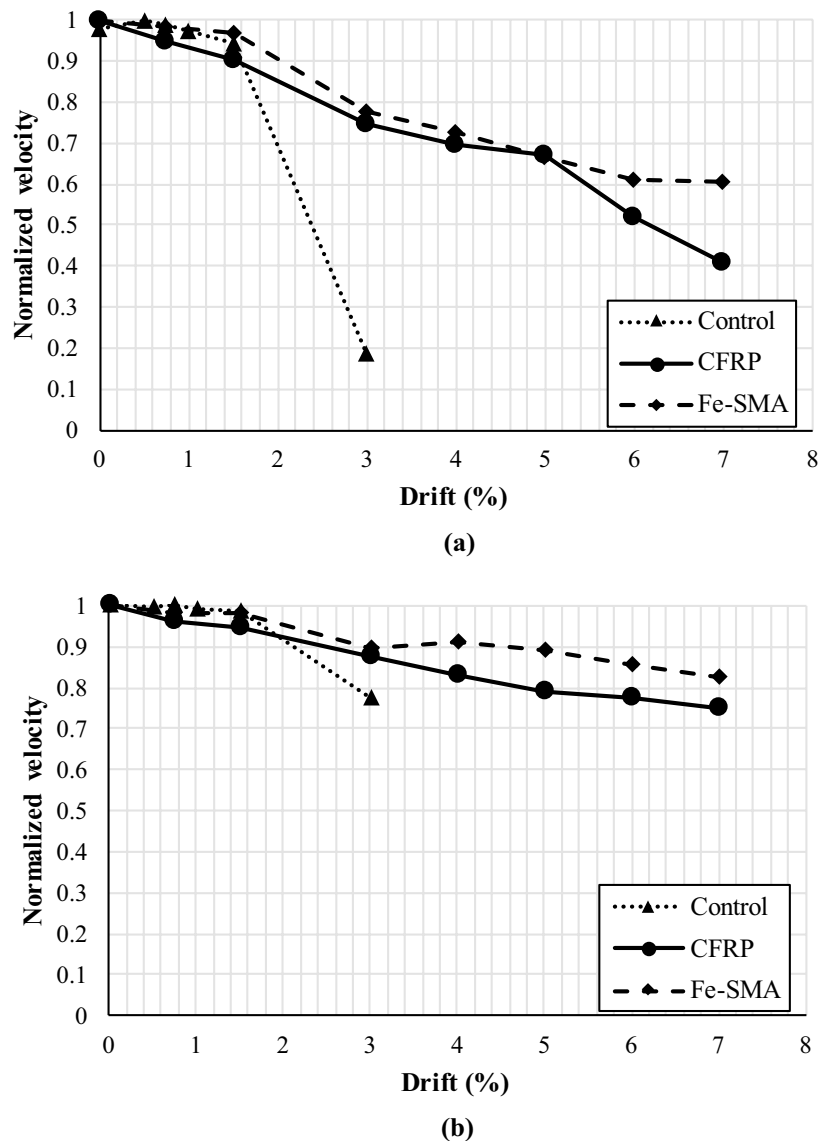 1
0.9
0.8
0.7
0.6
0.5
0.4
0.3
0.2
0.1
0
Normalized velocity
Control
CFRP
Fe-SMA
0 1 2 3 4 5 6 7 8
Drift (%)
(a)
1
0.9
0.8
0.7
0.6
0.5
0.4
0.3
0.2
0.1
0
Normalized velocity
Control
CFRP
Fe-SMA
0 1 2 3 4 5 6 7 8
Drift (%)
(b)